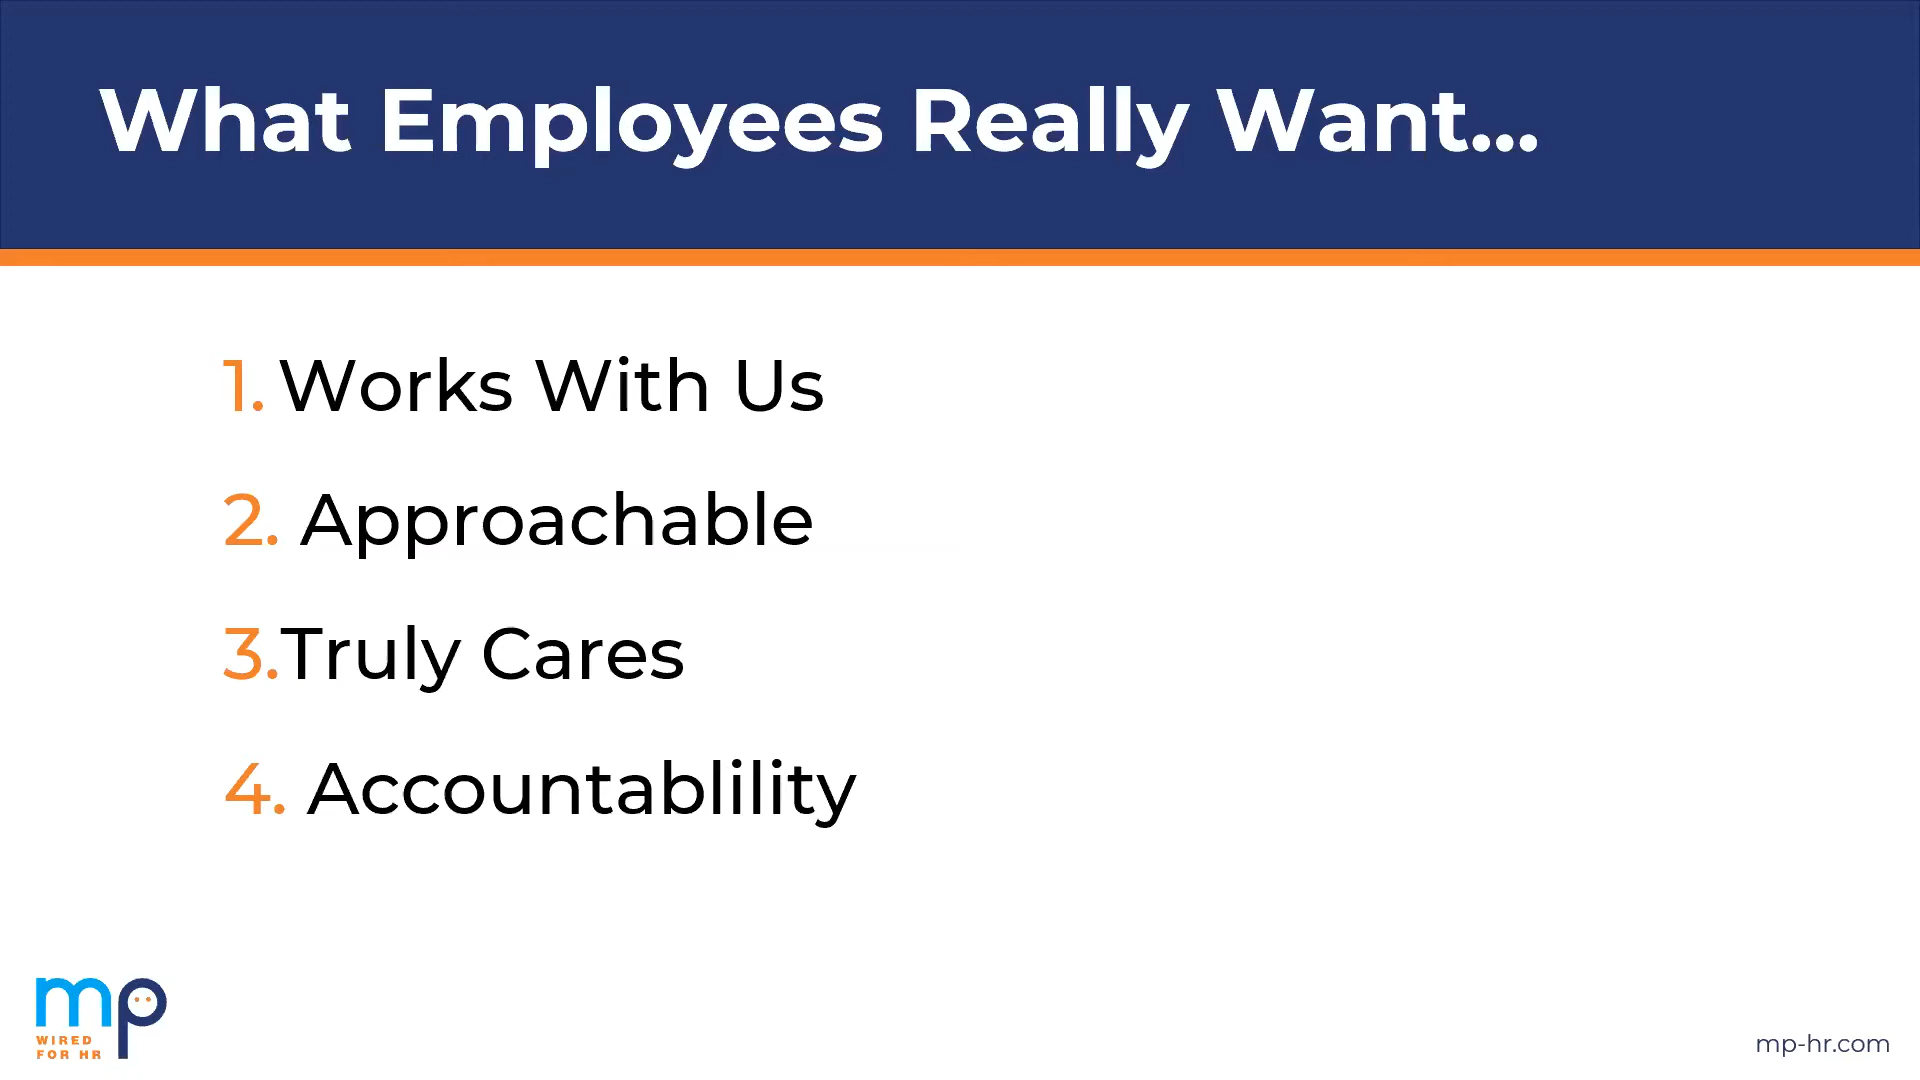 What Employees Really Want...
1. Works With Us
2. Approachable
3.Truly Cares
4. Accountablility
mp
WIRED
FOR HR
mp-hr.com